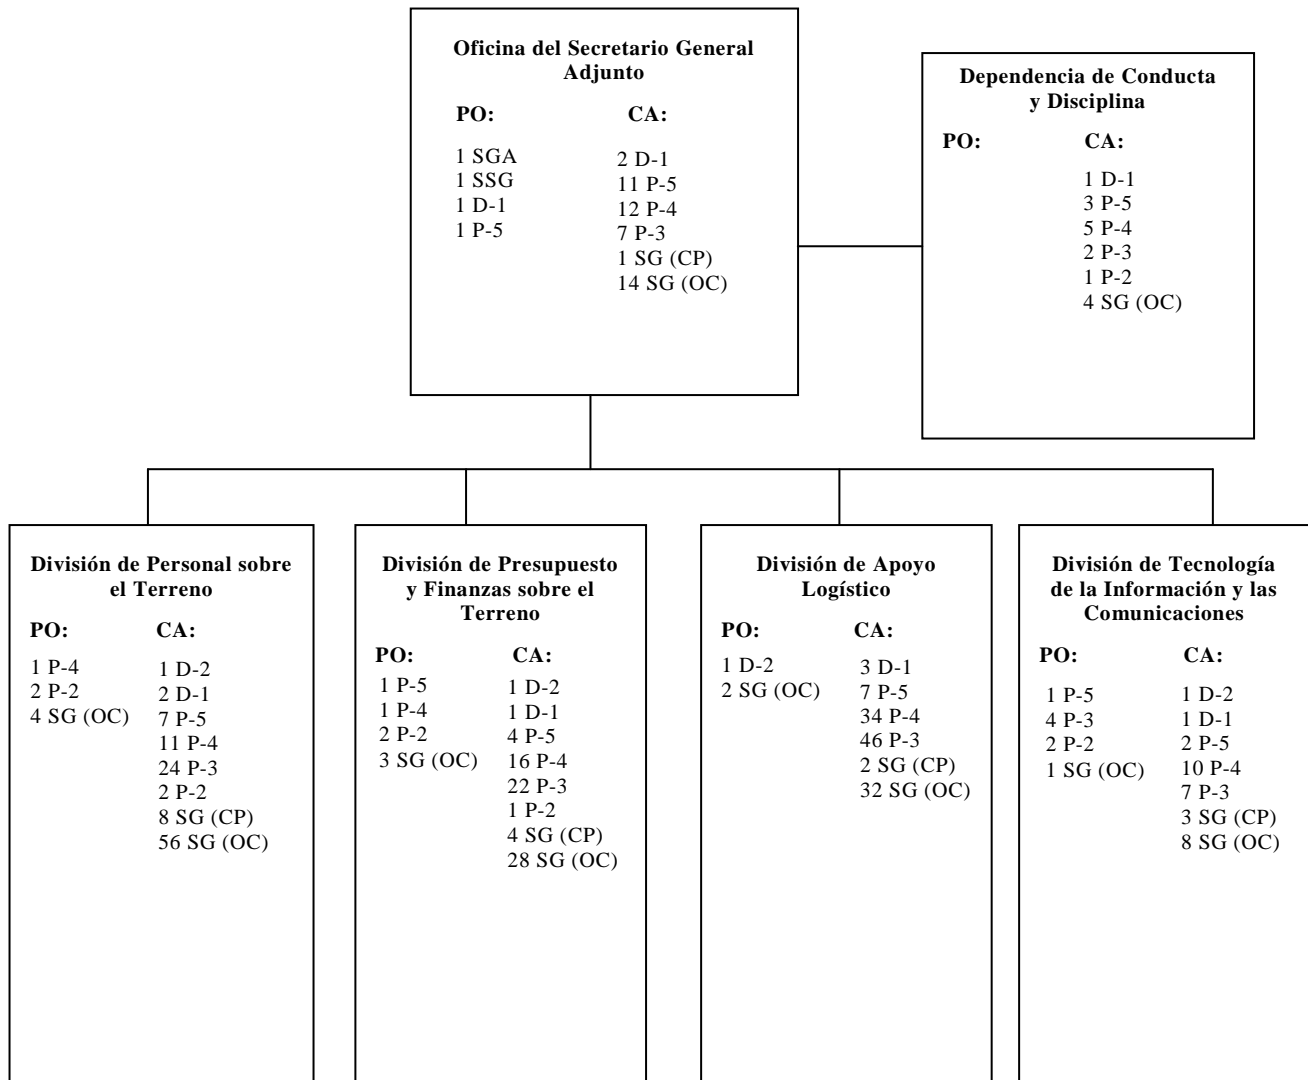 Oficina del Secretario General
Adjunto
PO:
1 SGA
1 SSG
1 D-1
1 P-5
CA:
2 D-1
11 P-5
12 P-4
7 P-3
1 SG (CP)
14 SG (OC)
Dependencia de Conducta
y Disciplina
PO:
CA:
1 D-1
3 P-5
5 P-4
2 P-3
1 P-2
4 SG (OC)
División de Personal sobre
el Terreno
PO:
1 P-4
2 P-2
4 SG (OC)
CA:
1 D-2
2 D-1
7 P-5
11 P-4
24 P-3
2 P-2
8 SG (CP)
56 SG (OC)
División de Presupuesto
y Finanzas sobre el
Terreno
PO:
1 P-5
1 P-4
2 P-2
3 SG (OC)
CA:
1 D-2
1 D-1
4 P-5
16 P-4
22 P-3
1 P-2
4 SG (CP)
28 SG (OC)
División de Apoyo
Logístico
PO:
1 D-2
2 SG (OC)
CA:
3 D-1
7 P-5
34 P-4
46 P-3
2 SG (CP)
32 SG (OC)
División de Tecnología
de la Información y las
Comunicaciones
PO:
1 P-5
4 P-3
2 P-2
1 SG (OC)
CA:
1 D-2
1 D-1
2 P-5
10 P-4
7 P-3
3 SG (CP)
8 SG (OC)